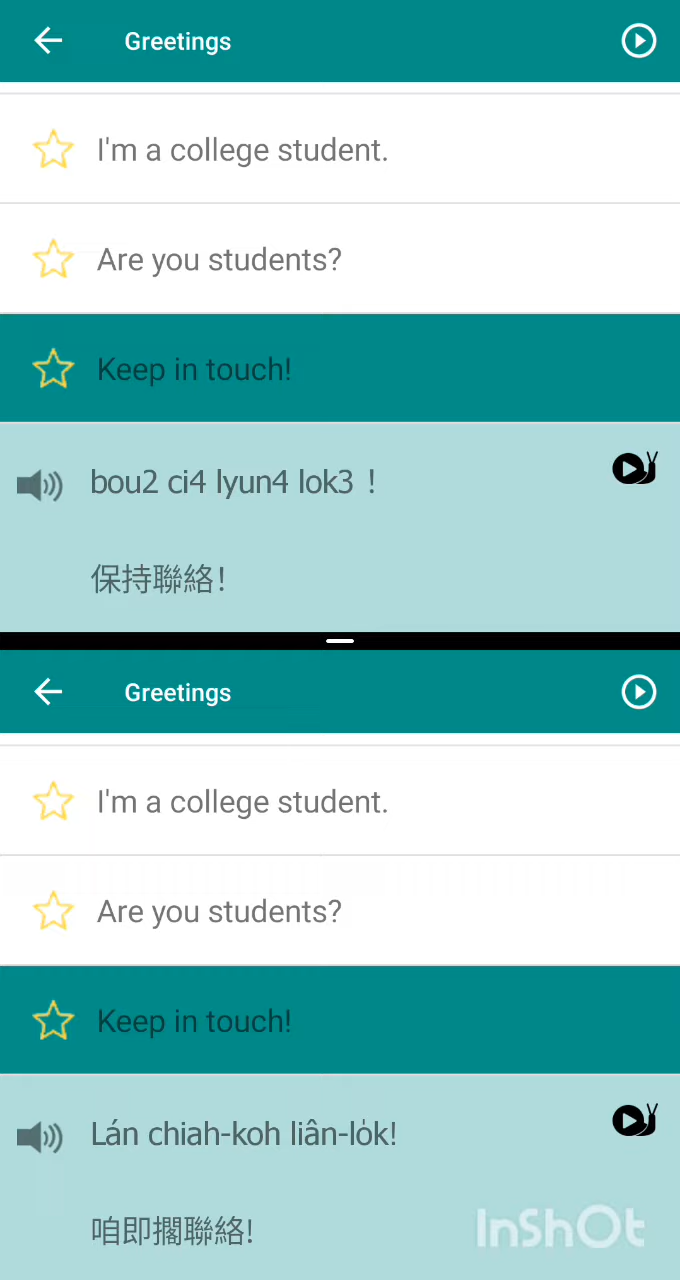 Greetings
I'm a college student.
Are you students?
Keep in touch!
bou2 ci4 lyun4 lok3 ！
保持聯絡！
Greetings
I'm a college student.
Are you students?
Keep in touch!
Lán chiah-koh liân-lo̍k!
咱即擱聯絡!
InShOt